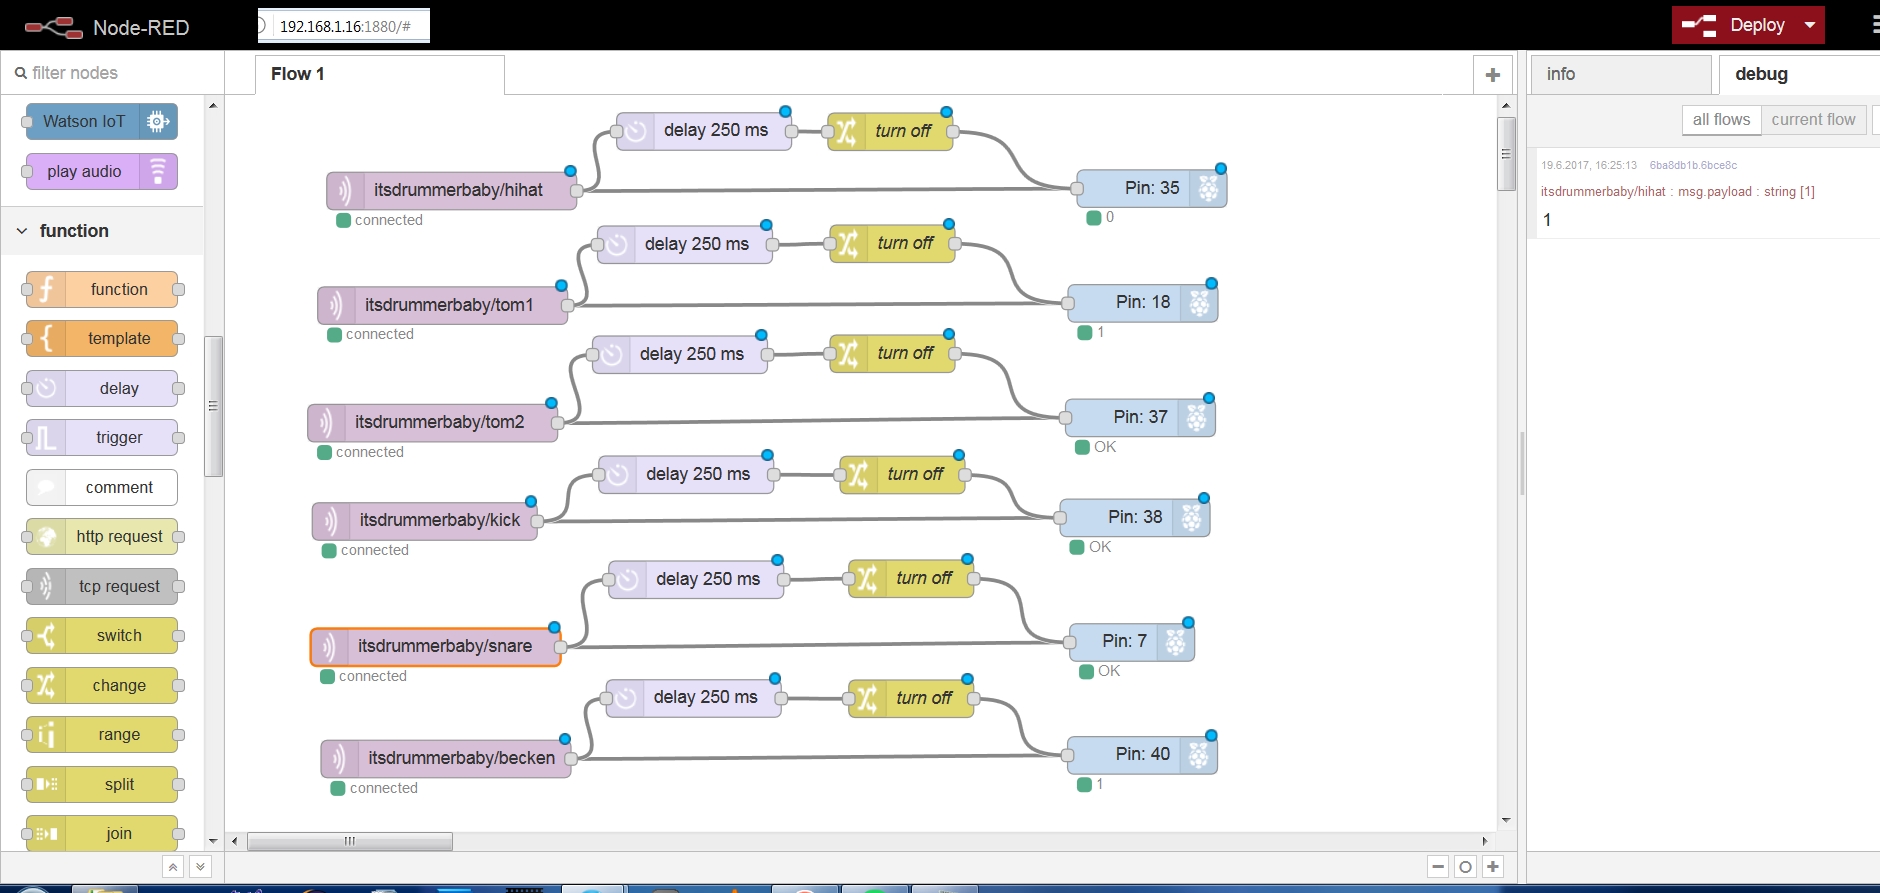 Node-RED
192.168.1.16:1880/#
Deploy
filter nodes
Flow 1
info
debug
all flows
current flow
Watson IoT
play audio
function
function
template
delay
trigger
comment
http request
tcp request
switch
change
range
split
join
delay 250 ms
turn off
itsdrummerbaby/hihat
connected
Pin: 35
0
delay 250 ms
turn off
itsdrummerbaby/tom1
connected
Pin: 18
1
delay 250 ms
turn off
itsdrummerbaby/tom2
connected
Pin: 37
OK
delay 250 ms
turn off
itsdrummerbaby/kick
connected
Pin: 38
OK
delay 250 ms
turn off
itsdrummerbaby/snare
connected
Pin: 7
OK
delay 250 ms
turn off
itsdrummerbaby/becken
connected
Pin: 40
1
19.6.2017, 16:25:13 6ba8db1b.6bce8c
itsdrummerbaby/hihat : msg.payload : string [1]
1